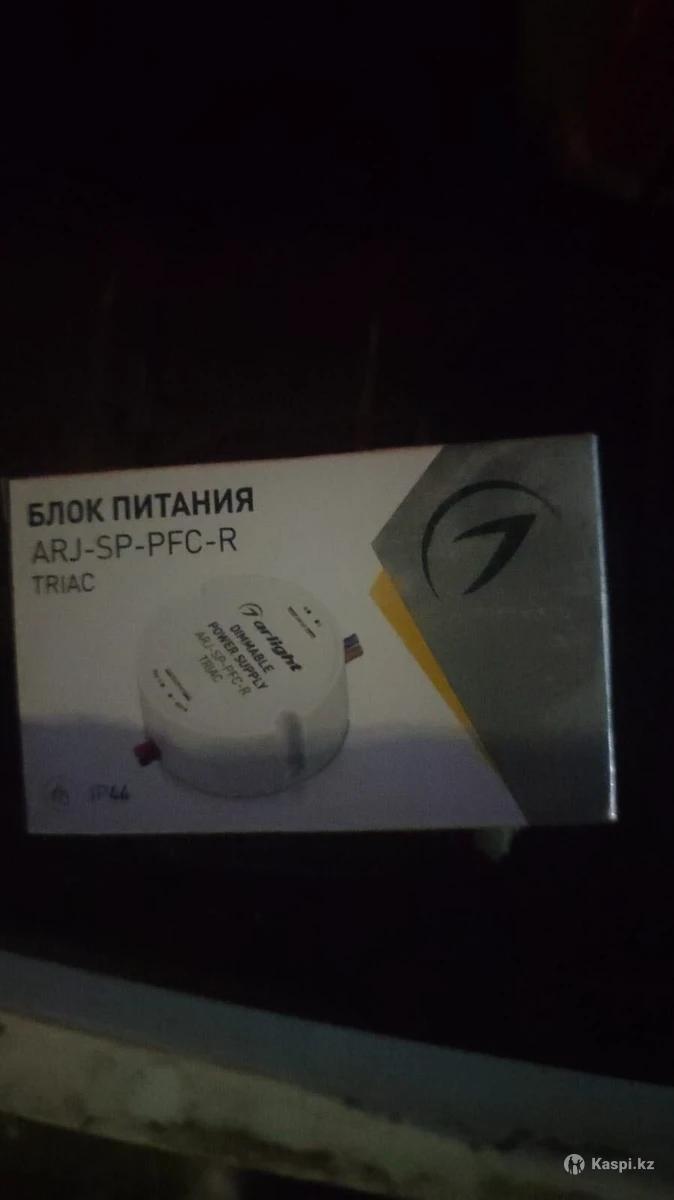 БЛОК ПИТАНИЯ
ARJ-SP-PFC-R
TRIAC
arlight
DIMMABLE
POWER SUPPLY
ARJ-SP-PFC-R
TRIAC
IP44
Kaspi.kz